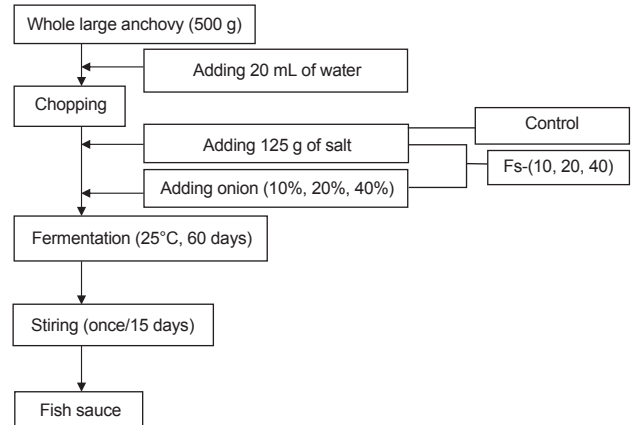 Whole large anchovy (500 g)
Adding 20 mL of water
Chopping
Control
Adding 125 g of salt
Fs-(10, 20, 40)
Adding onion (10%, 20%, 40%)
Fermentation (25°C, 60 days)
Stiring (once/15 days)
Fish sauce